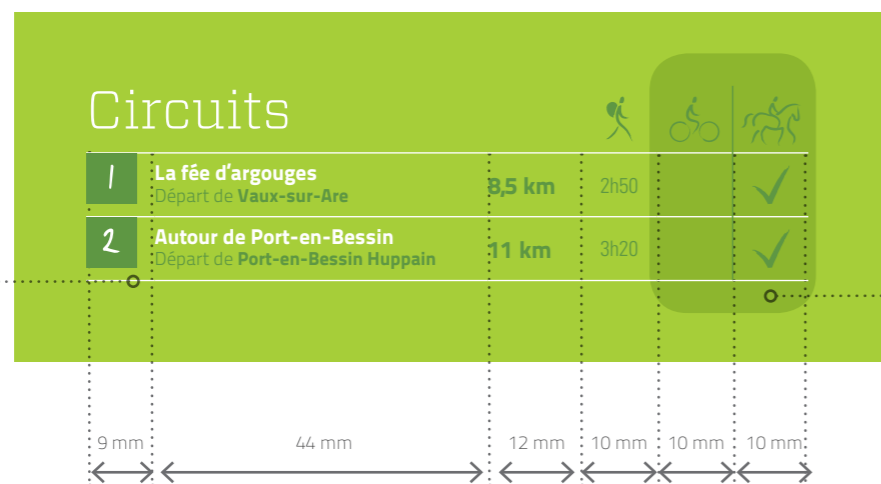 Circuits
1 La fée d'argouges 8,5 km 2h50
Départ de Vaux-sur-Are
2 Autour de Port-en-Bessin 11 km 3h20
Départ de Port-en-Bessin Huppain
9 mm 44 mm 12 mm 10 mm 10 mm 10 mm